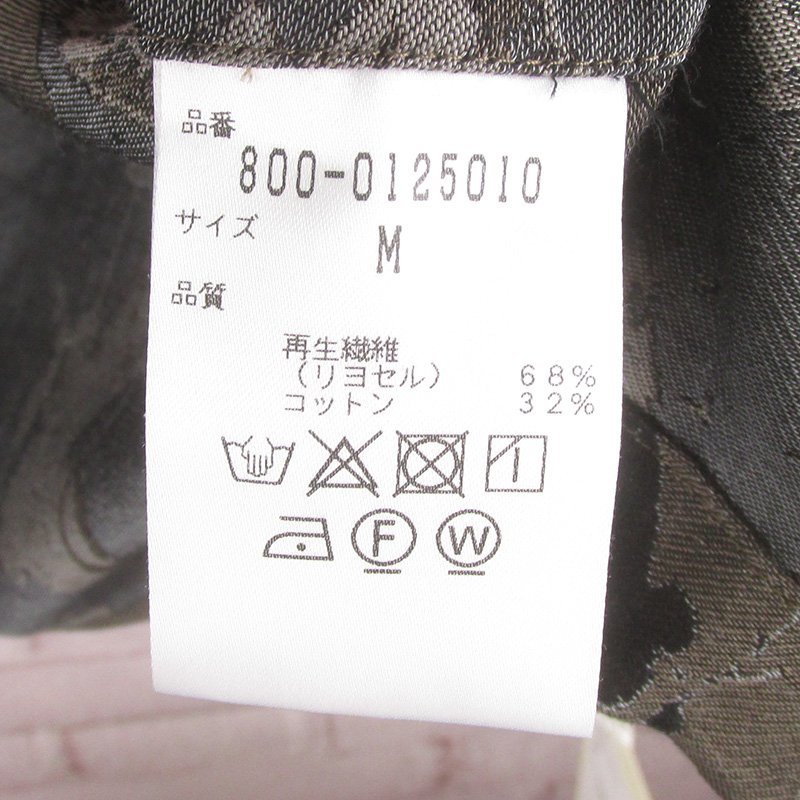 品番
800-0125010
サイズ
M
品質
再生繊維
（リヨセル） 68%
コットン 32%
F W